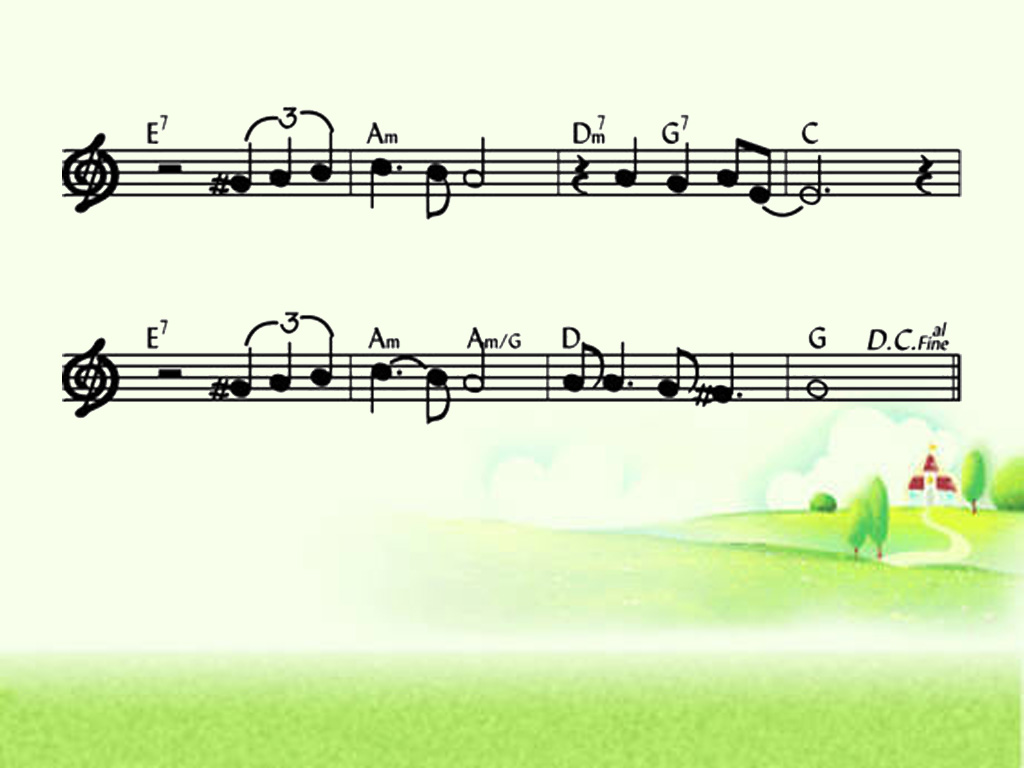 E7 3 Am Dm7 G7 C
E7 3 Am Am/G D G D.C. al Fine